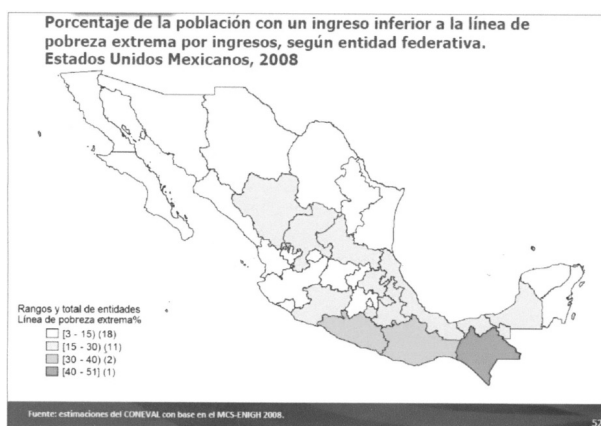 Porcentaje de la población con un ingreso inferior a la línea de
pobreza extrema por ingresos, según entidad federativa.
Estados Unidos Mexicanos, 2008
Rangos y total de entidades
Línea de pobreza extrema%
[3 - 15) (18)
[15 - 30) (11)
[30 - 40) (2)
[40 - 51] (1)
Fuente: estimaciones del CONEVAL con base en el MCS-ENIGH 2008.
52